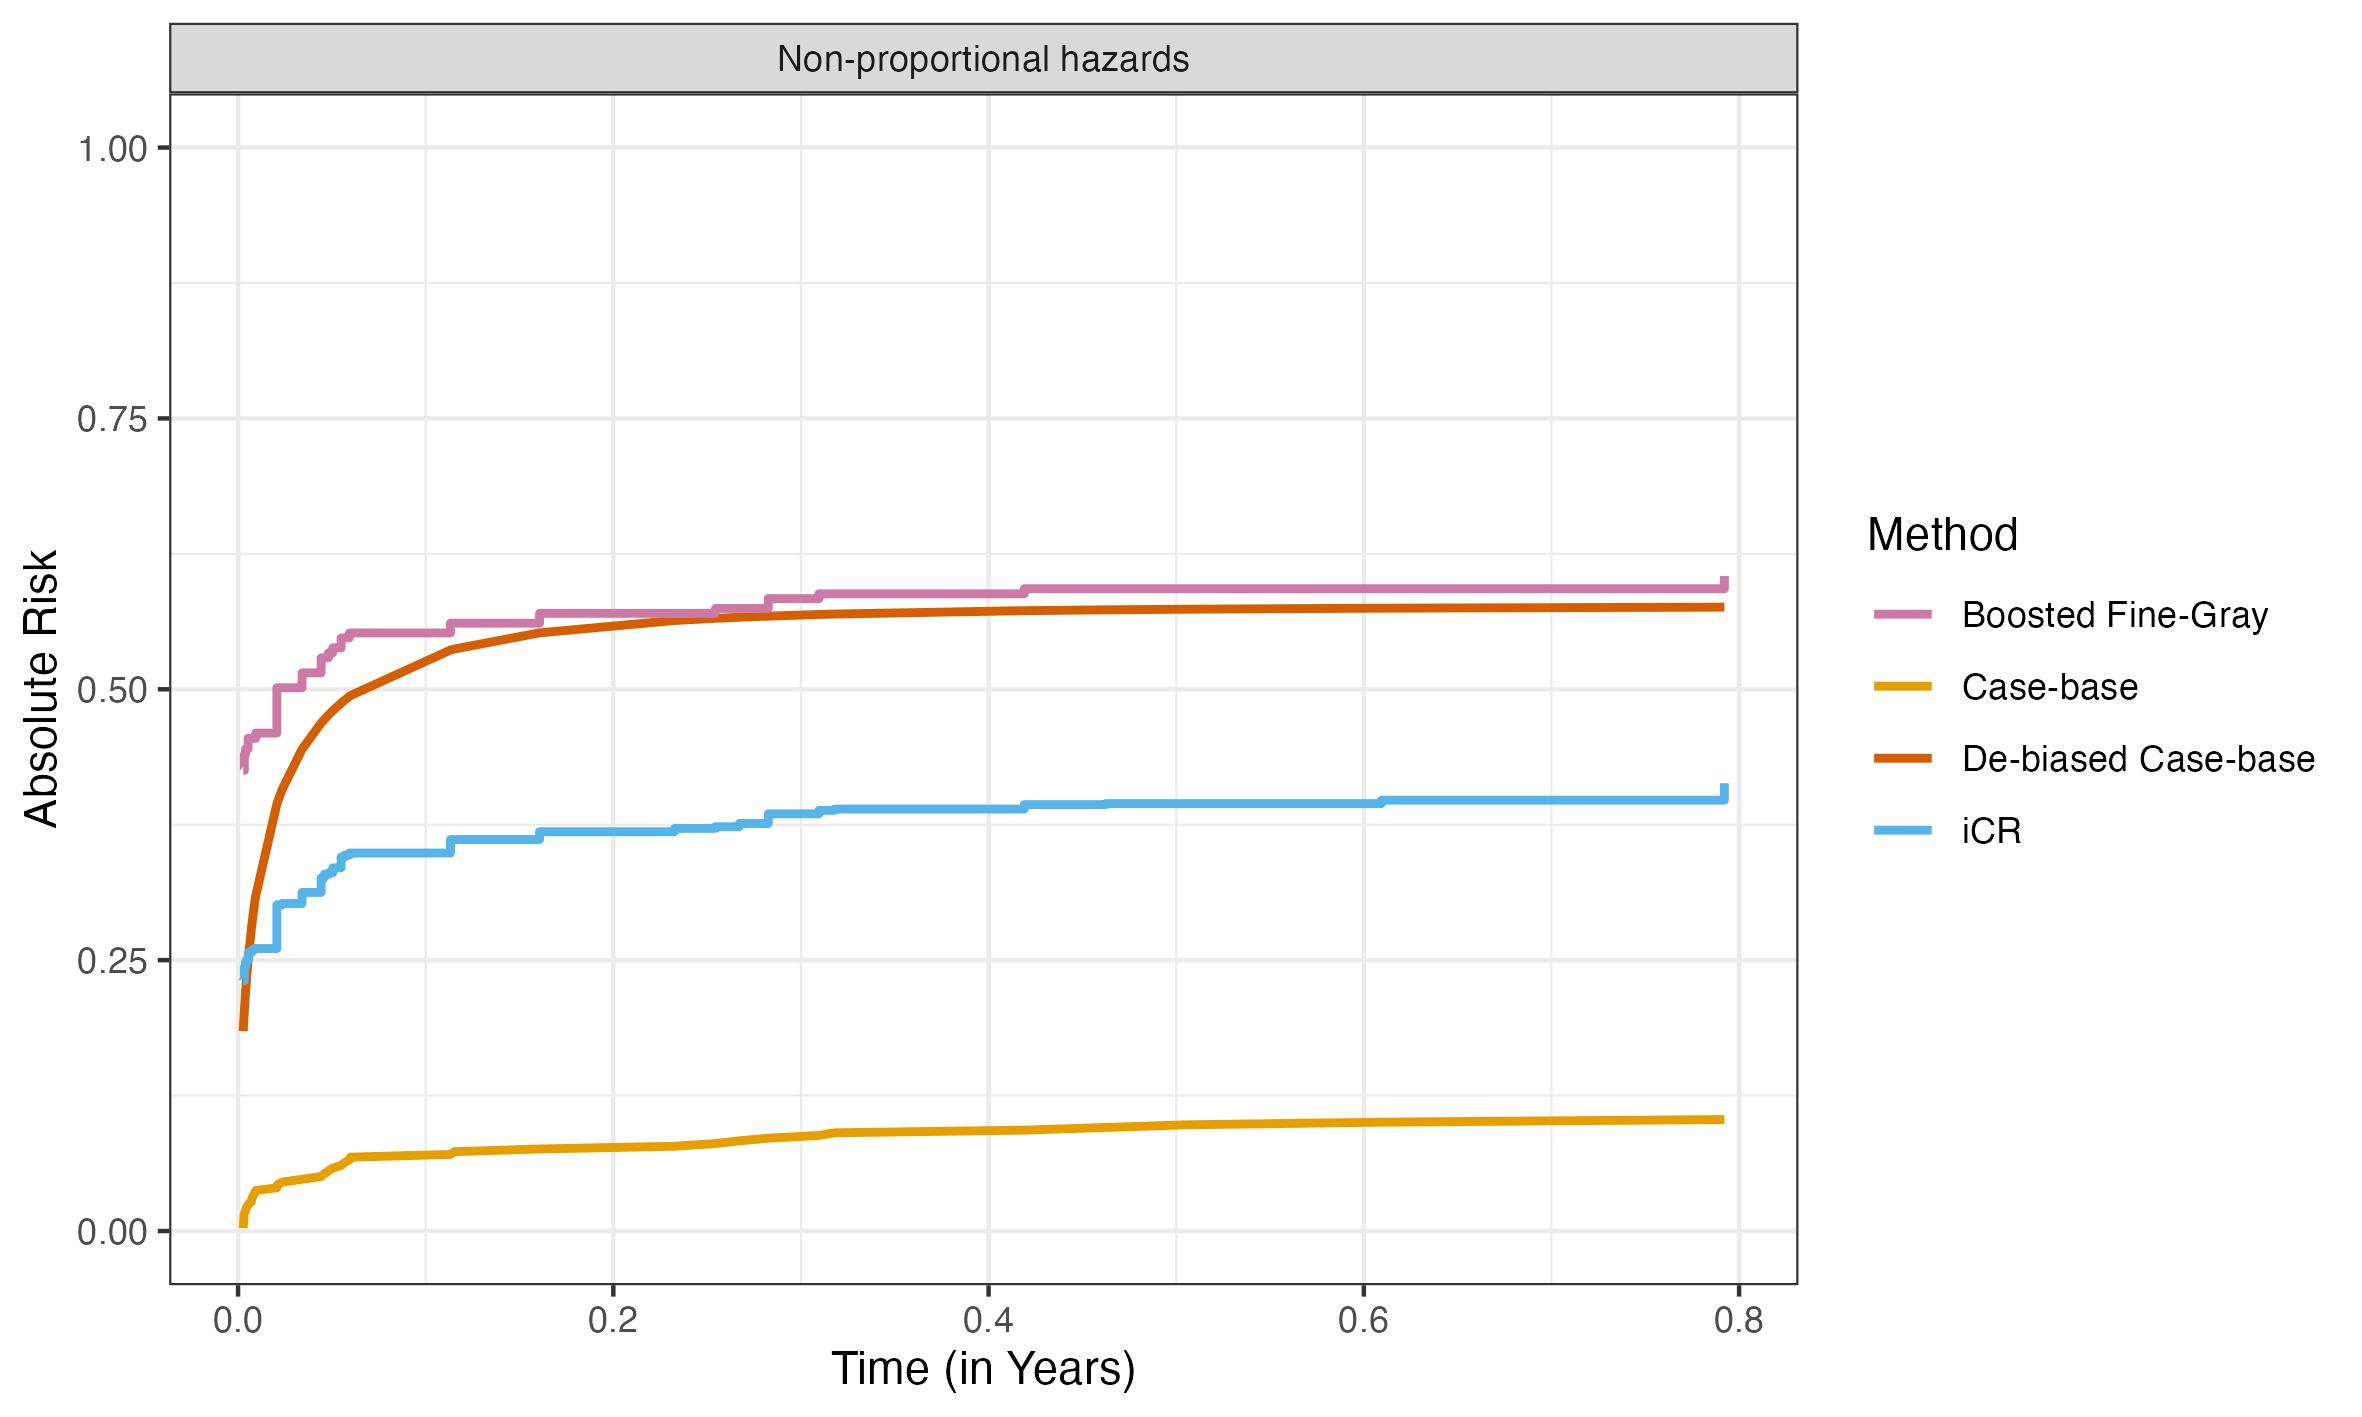 Non-proportional hazards
1.00
0.75
0.50
0.25
0.00
Absolute Risk
0.0 0.2 0.4 0.6 0.8
Time (in Years)
Method
Boosted Fine-Gray
Case-base
De-biased Case-base
iCR